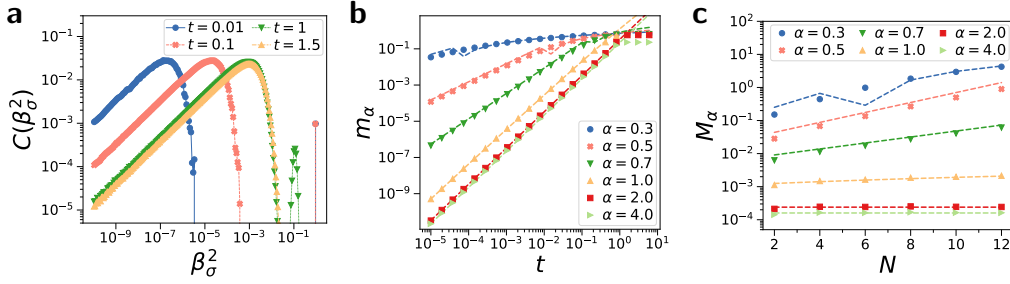 a
C(β²σ)
10⁻¹
10⁻²
10⁻³
10⁻⁴
10⁻⁵
t = 0.01
t = 0.1
t = 1
t = 1.5
10⁻⁹
10⁻⁷
10⁻⁵
10⁻³
10⁻¹
β²σ
b
mα
10⁻¹
10⁻³
10⁻⁵
10⁻⁷
10⁻⁹
α = 0.3
α = 0.5
α = 0.7
α = 1.0
α = 2.0
α = 4.0
10⁻⁵
10⁻⁴
10⁻³
10⁻²
10⁻¹
10⁰
10¹
t
c
Mα
10²
10¹
10⁰
10⁻¹
10⁻²
10⁻³
10⁻⁴
α = 0.3
α = 0.7
α = 2.0
α = 0.5
α = 1.0
α = 4.0
2
4
6
8
10
12
N